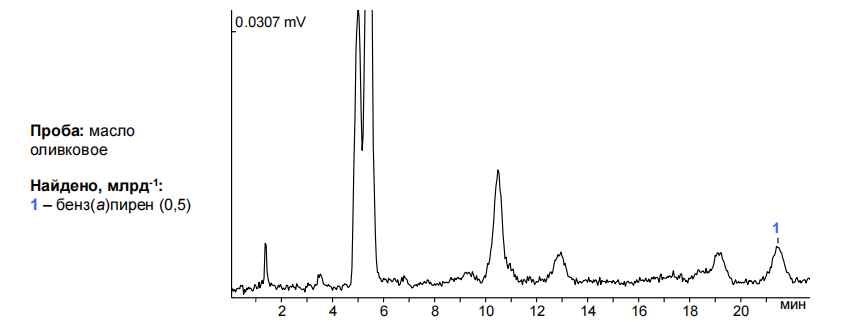 0.0307 mV
Проба: масло
оливковое
Найдено, млрд⁻¹:
1 – бенз(а)пирен (0,5)
1
2 4 6 8 10 12 14 16 18 20 мин